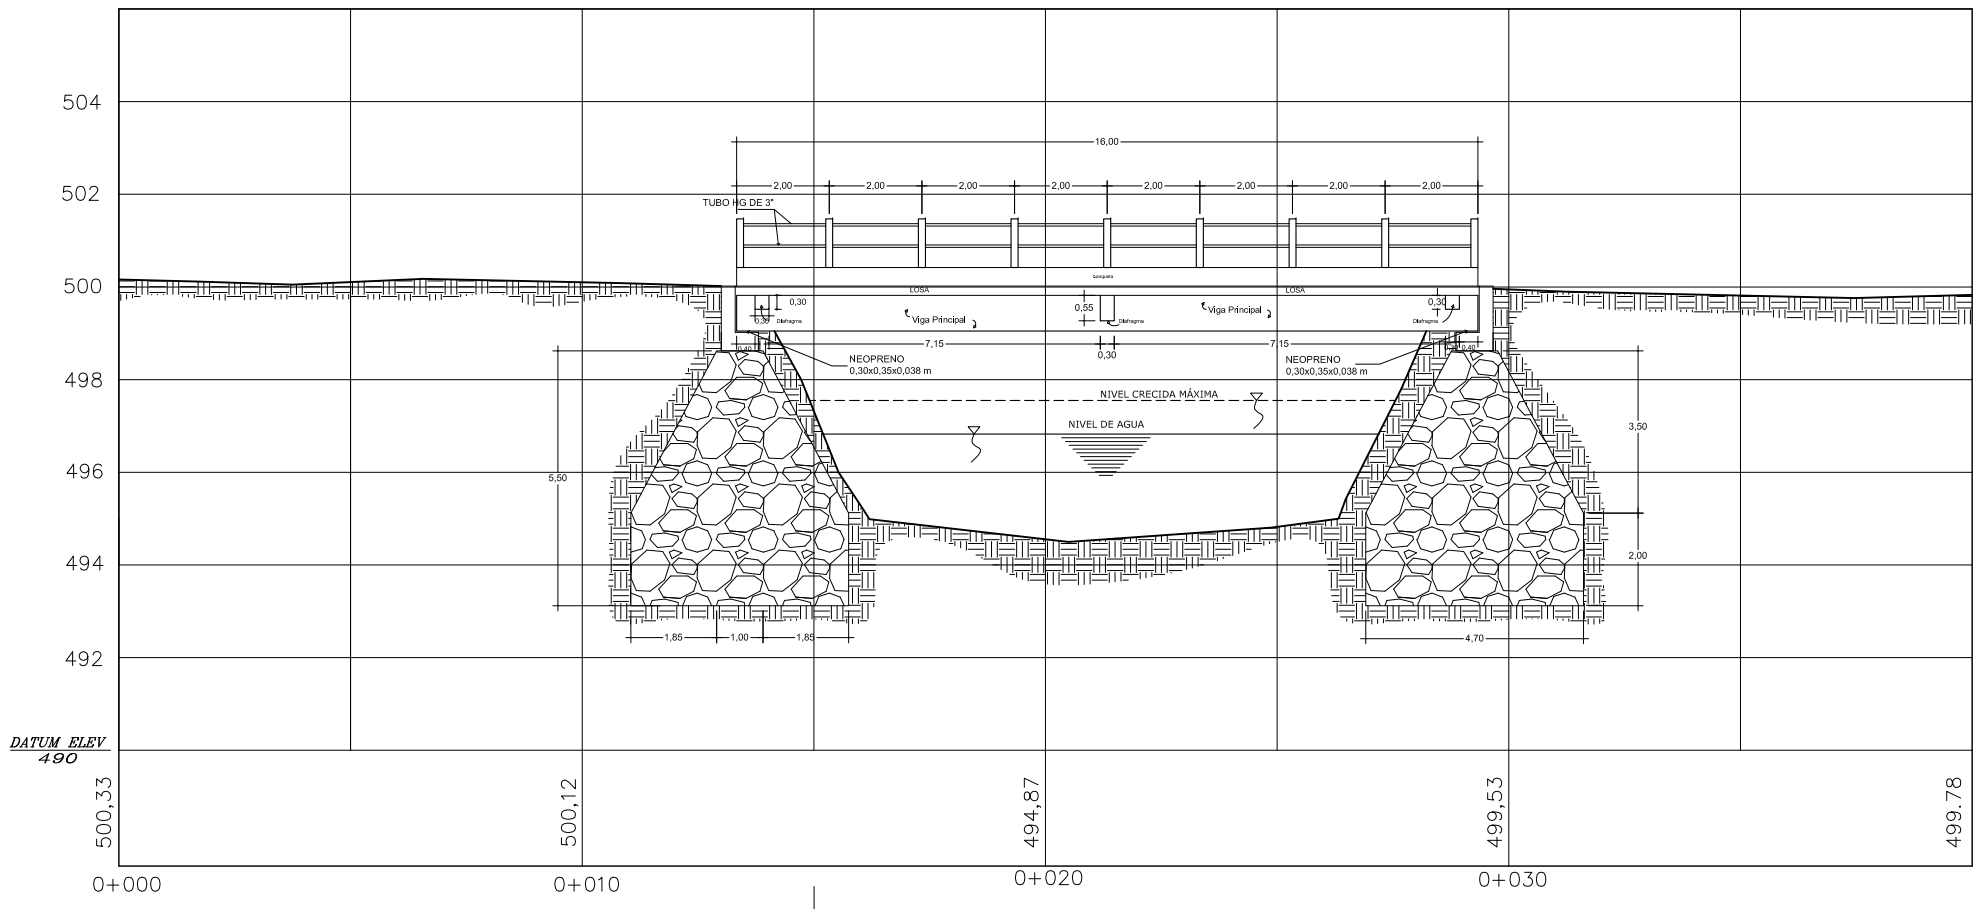 504
16,00
502
2,00 2,00 2,00 2,00 2,00 2,00 2,00 2,00
TUBO HG DE 3"
Banqueta
500
LOSA LOSA
0,30 0,55 0,30
Viga Principal Viga Principal
0,30 Diafragma Diafragma Diafragma
0,40 7,15 7,15 0,40
0,30
NEOPRENO NEOPRENO
0,30x0,35x0,038 m 0,30x0,35x0,038 m
498
NIVEL CRECIDA MÁXIMA
NIVEL DE AGUA
3,50
496
5,50
494
2,00
1,85 1,00 1,85 4,70
492
DATUM ELEV
490
500,33 500,12 494,87 499,53 499.78
0+000 0+010 0+020 0+030